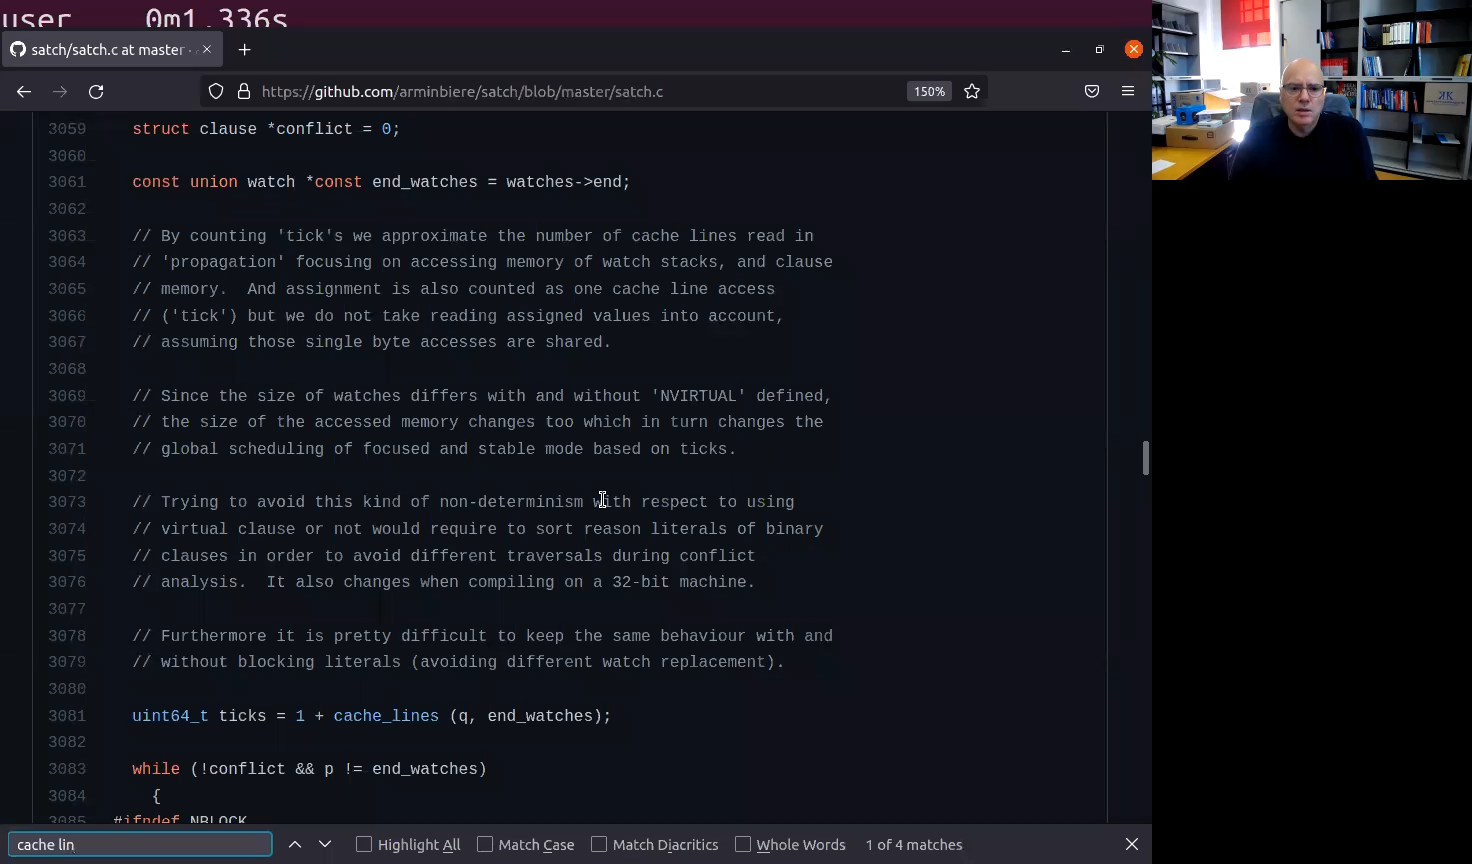 user    0m1.336s
satch/satch.c at master ·
https://github.com/arminbiere/satch/blob/master/satch.c
150%
3059 struct clause *conflict = 0;
3060
3061 const union watch *const end_watches = watches->end;
3062
3063 // By counting 'tick's we approximate the number of cache lines read in
3064 // 'propagation' focusing on accessing memory of watch stacks, and clause
3065 // memory.  And assignment is also counted as one cache line access
3066 // ('tick') but we do not take reading assigned values into account,
3067 // assuming those single byte accesses are shared.
3068
3069 // Since the size of watches differs with and without 'NVIRTUAL' defined,
3070 // the size of the accessed memory changes too which in turn changes the
3071 // global scheduling of focused and stable mode based on ticks.
3072
3073 // Trying to avoid this kind of non-determinism with respect to using
3074 // virtual clause or not would require to sort reason literals of binary
3075 // clauses in order to avoid different traversals during conflict
3076 // analysis.  It also changes when compiling on a 32-bit machine.
3077
3078 // Furthermore it is pretty difficult to keep the same behaviour with and
3079 // without blocking literals (avoiding different watch replacement).
3080
3081 uint64_t ticks = 1 + cache_lines (q, end_watches);
3082
3083 while (!conflict && p != end_watches)
3084 {
3085 #ifndef NBLOCK
cache lin
Highlight All
Match Case
Match Diacritics
Whole Words
1 of 4 matches